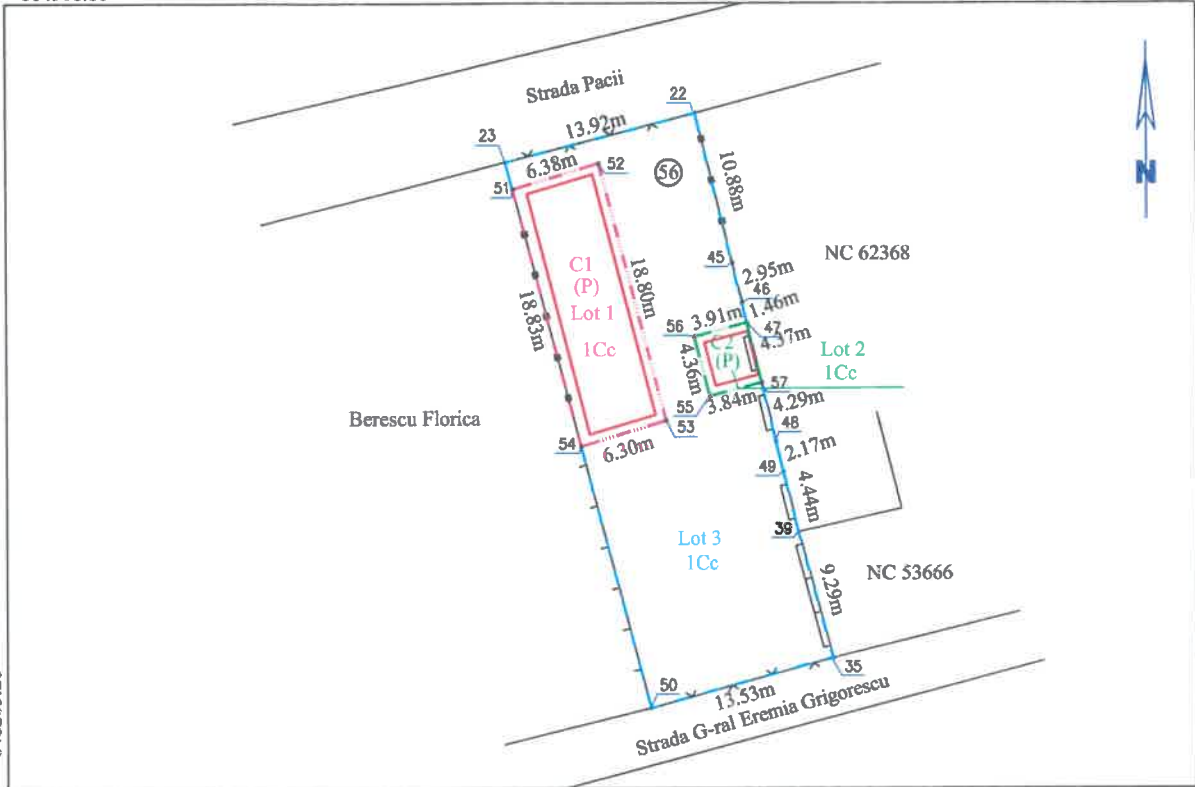 Strada Pacii
22
23
13.92m
6.38m
52
56
51
10.88m
N
C1
(P)
Lot 1
1Cc
18.80m
18.83m
45
NC 62368
2.95m
46
1.46m
3.91m
56
47
4.37m
C2
(P)
4.36m
Lot 2
1Cc
57
55
3.84m
4.29m
53
48
Berescu Florica
54
6.30m
2.17m
49
4.44m
39
Lot 3
1Cc
9.29m
NC 53666
50
35
13.53m
Strada G-ral Eremia Grigorescu